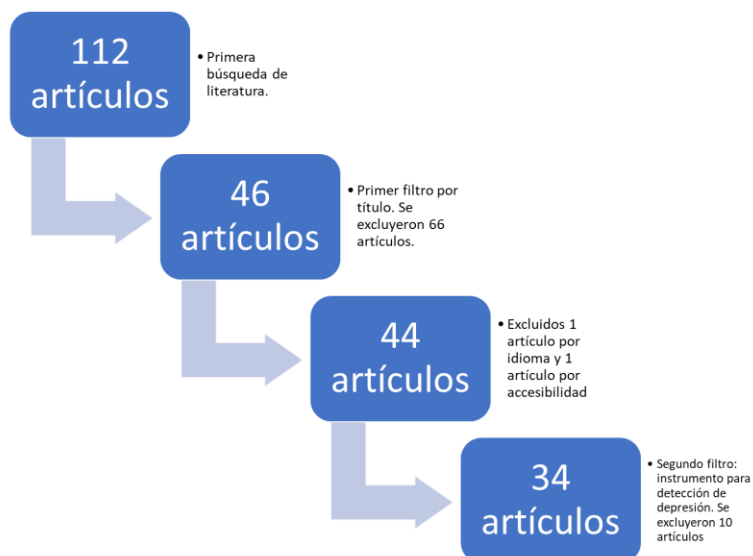 112
artículos
• Primera
búsqueda de
literatura.
46
artículos
• Primer filtro por
título. Se
excluyeron 66
artículos.
44
artículos
• Excluidos 1
artículo por
idioma y 1
artículo por
accesibilidad
34
artículos
• Segundo filtro:
instrumento para
detección de
depresión. Se
excluyeron 10
artículos